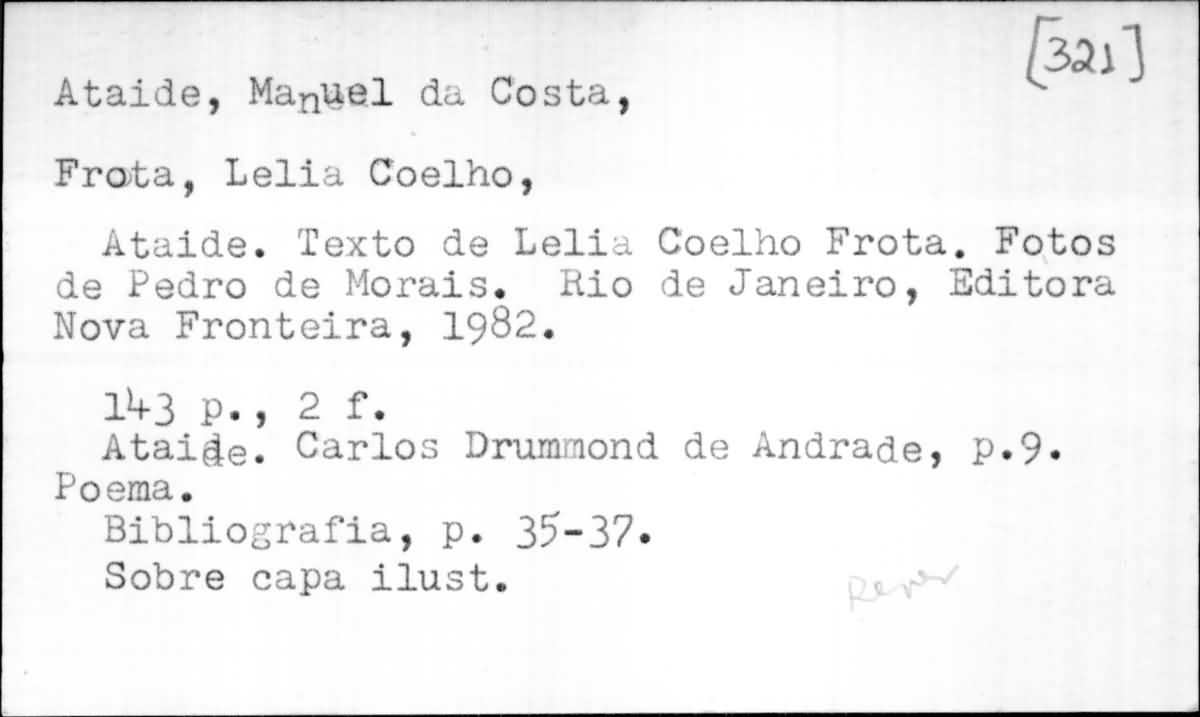 [321]
Ataide, Manuel da Costa,
Frota, Lelia Coelho,
Ataide. Texto de Lelia Coelho Frota. Fotos
de Pedro de Morais. Rio de Janeiro, Editora
Nova Fronteira, 1982.
143 p., 2 f.
Ataide. Carlos Drummond de Andrade, p.9.
Poema.
Bibliografia, p. 35-37.
Sobre capa ilust.
Rever